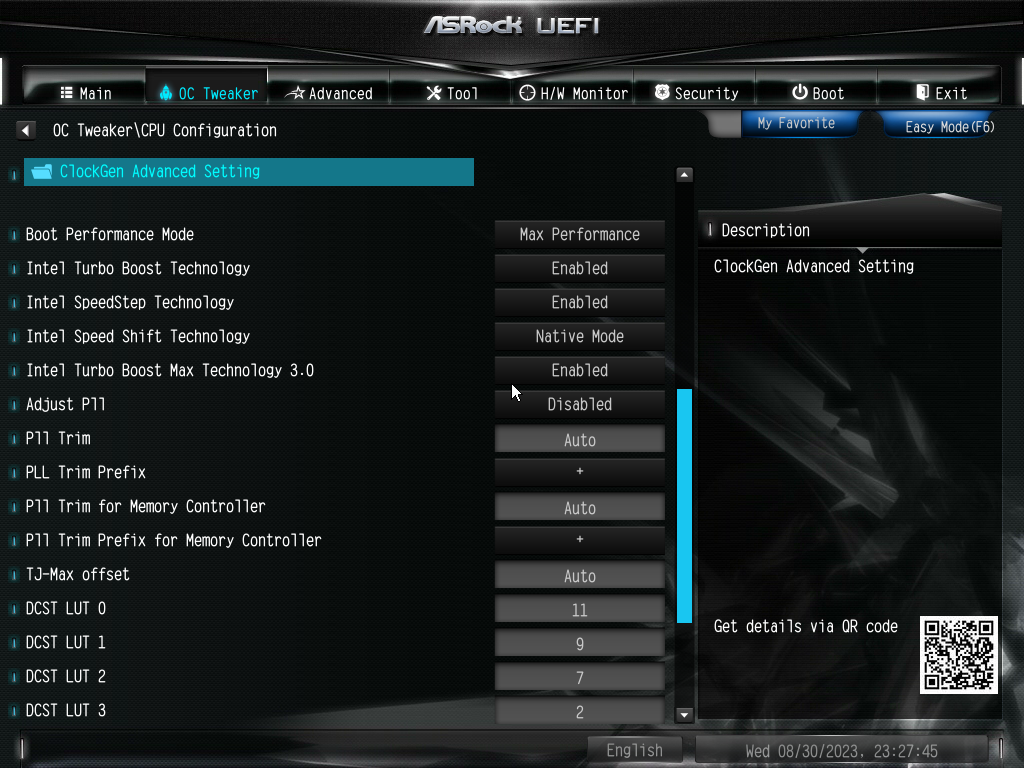 ASRock UEFI
Main OC Tweaker Advanced Tool H/W Monitor Security Boot Exit
OC Tweaker\CPU Configuration
My Favorite
Easy Mode(F6)
ClockGen Advanced Setting
Boot Performance Mode Max Performance
Intel Turbo Boost Technology Enabled
Intel SpeedStep Technology Enabled
Intel Speed Shift Technology Native Mode
Intel Turbo Boost Max Technology 3.0 Enabled
Adjust Pll Disabled
Pll Trim Auto
PLL Trim Prefix +
Pll Trim for Memory Controller Auto
Pll Trim Prefix for Memory Controller +
TJ-Max offset Auto
DCST LUT 0 11
DCST LUT 1 9
DCST LUT 2 7
DCST LUT 3 2
Description
ClockGen Advanced Setting
Get details via QR code
English
Wed 08/30/2023. 23:27:45